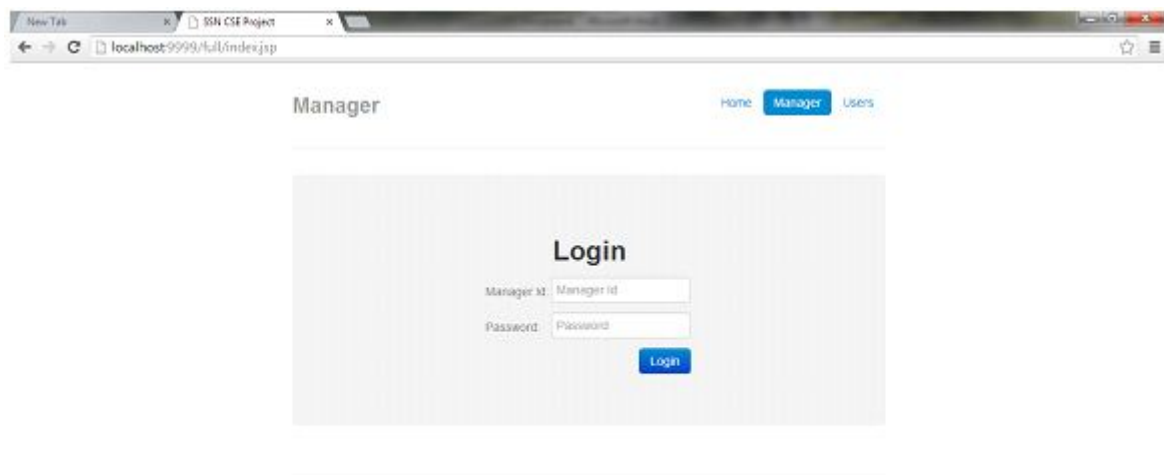 New Tab
SSN CSE Project
localhost:9999/full/index.jsp
Manager
Home
Manager
Users
Login
Manager Id
Manager Id
Password
Password
Login